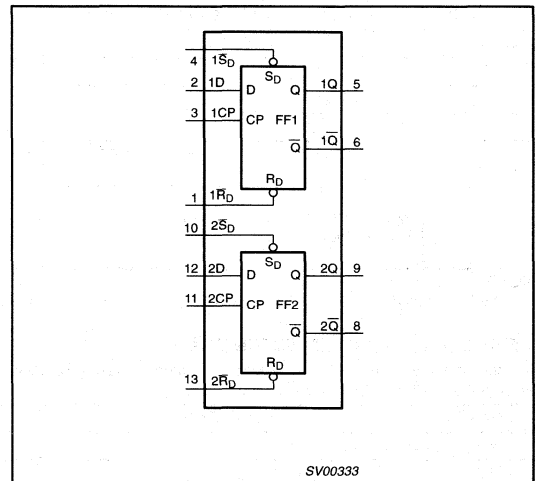 4 1S̅D
SD
2 1D D Q 1Q 5
3 1CP CP FF1
Q̅ 1Q̅ 6
RD
1 1R̅D
10 2S̅D
SD
12 2D D Q 2Q 9
11 2CP CP FF2
Q̅ 2Q̅ 8
RD
13 2R̅D
SV00333